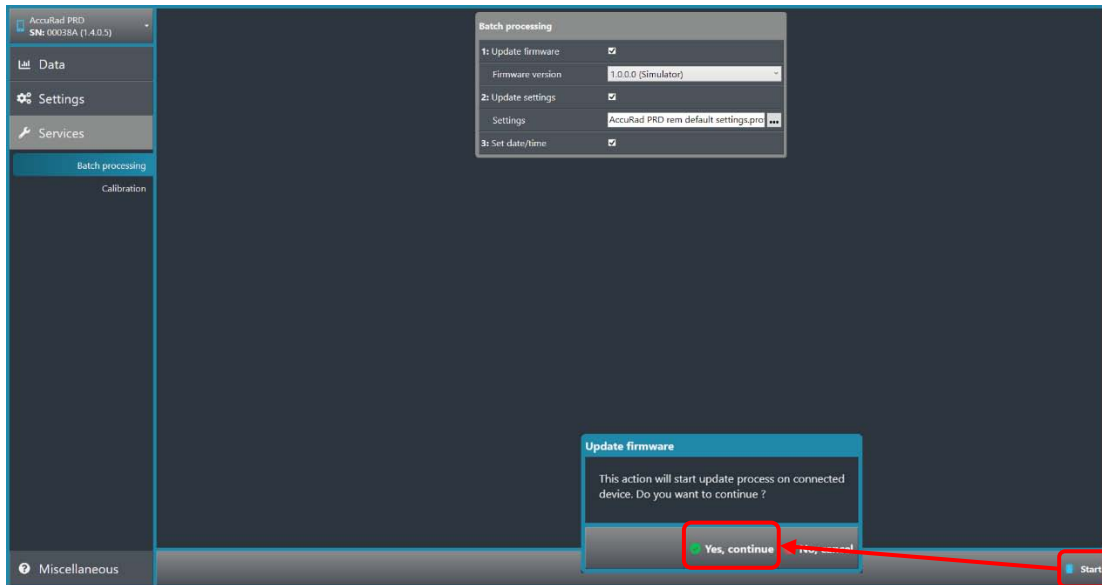 AccuRad PRD
SN: 00038A (1.4.0.5)
Data
Settings
Services
Batch processing
Calibration
Miscellaneous
Batch processing
1: Update firmware
Firmware version 1.0.0.0 (Simulator)
2: Update settings
Settings AccuRad PRD rem default settings.pro ...
3: Set date/time
Update firmware
This action will start update process on connected
device. Do you want to continue ?
Yes, continue No, cancel
Start